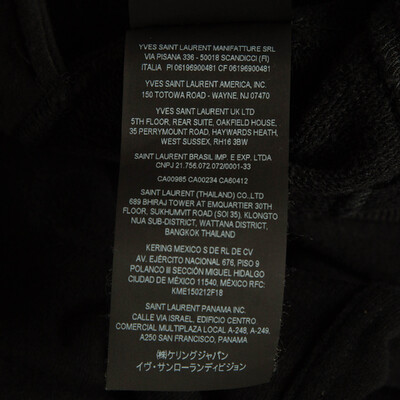 YVES SAINT LAURENT MANIFATTURE SRL
VIA PISANA 336 - 50018 SCANDICCI (FI)
ITALIA PI 06196900481 CF 06196900481
YVES SAINT LAURENT AMERICA, INC.
150 TOTOWA ROAD - WAYNE, NJ 07470
YVES SAINT LAURENT UK LTD
5TH FLOOR, REAR SUITE, OAKFIELD HOUSE,
35 PERRYMOUNT ROAD, HAYWARDS HEATH,
WEST SUSSEX, RH16 3BW
SAINT LAURENT BRASIL IMP. E EXP. LTDA
CNPJ 21.756.072.072/0001-33
CA00985 CA00234 CA60412
SAINT LAURENT (THAILAND) CO.,LTD
689 BHIRAJ TOWER AT EMQUARTIER 30TH
FLOOR, SUKHUMVIT ROAD (SOI 35), KLONGTO
NUA SUB-DISTRICT, WATTANA DISTRICT,
BANGKOK THAILAND
KERING MEXICO S DE RL DE CV
AV. EJÉRCITO NACIONAL 676, PISO 9
POLANCO III SECCIÓN MIGUEL HIDALGO
CIUDAD DE MÉXICO 11540, MÉXICO RFC:
KME150212F18
SAINT LAURENT PANAMA INC.
CALLE VIA ISRAEL, EDIFICIO CENTRO
COMERCIAL MULTIPLAZA LOCAL A-248, A-249,
A250 SAN FRANCISCO, PANAMA
㈱ケリングジャパン
イヴ・サンローランディビジョン